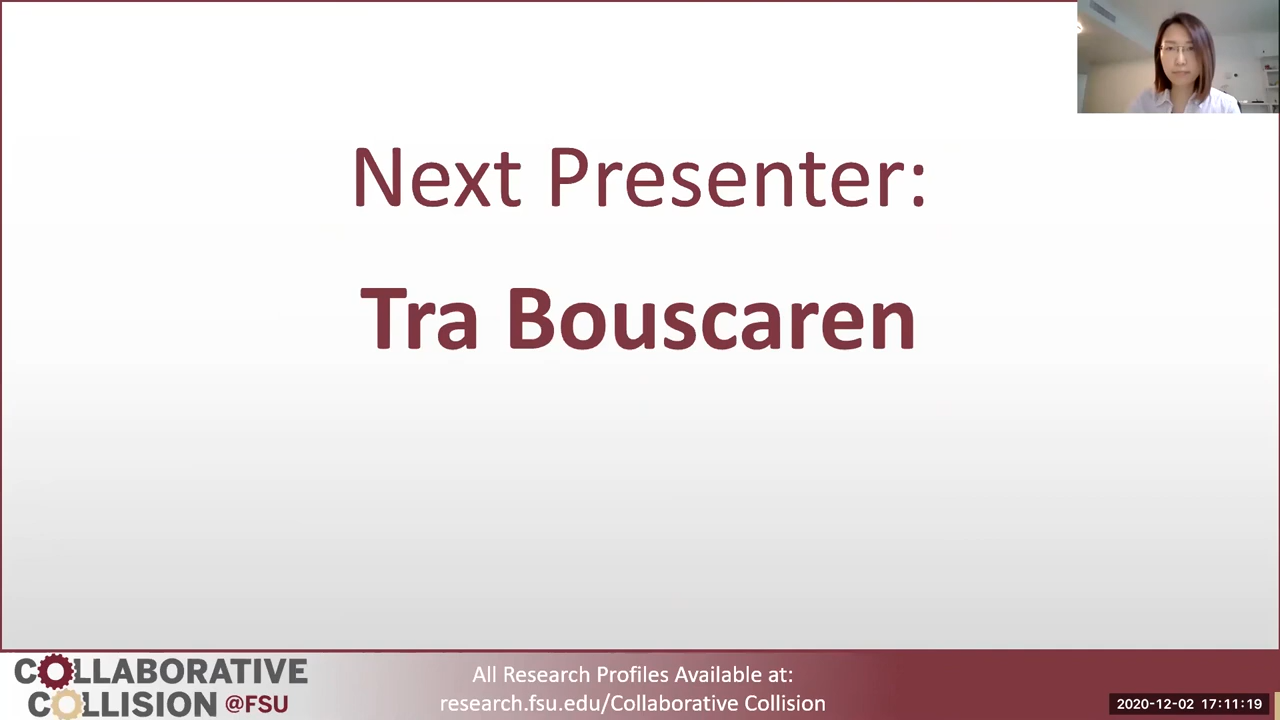 Next Presenter:
Tra Bouscaren
COLLABORATIVE
COLLISION @FSU
All Research Profiles Available at:
research.fsu.edu/Collaborative Collision
2020-12-02 17:11:19